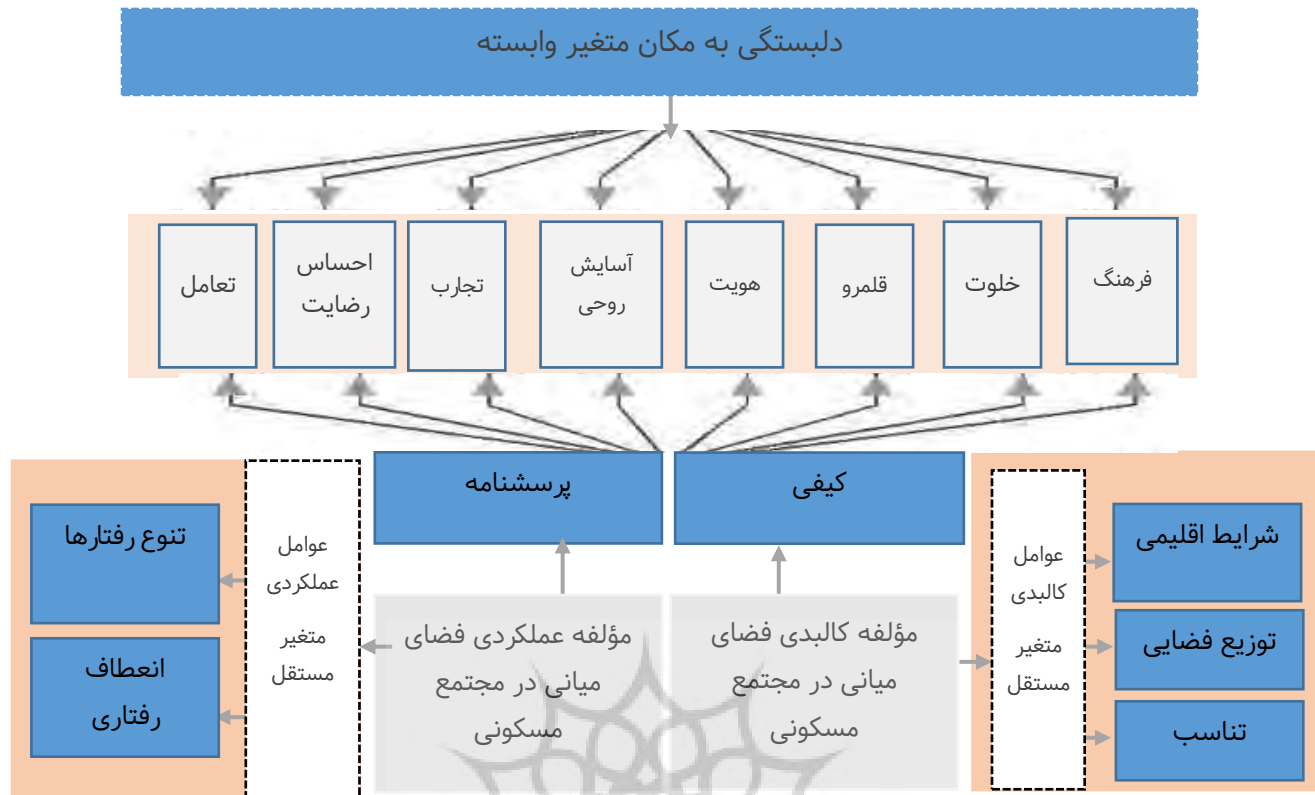 دلبستگی به مکان متغیر وابسته
فرهنگ
خلوت
قلمرو
هویت
آسایش
روحی
تجارب
احساس
رضایت
تعامل
کیفی
پرسشنامه
شرایط اقلیمی
توزیع فضایی
تناسب
عوامل
کالبدی
متغیر
مستقل
مؤلفه کالبدی فضای
میانی در مجتمع
مسکونی
مؤلفه عملکردی فضای
میانی در مجتمع
مسکونی
عوامل
عملکردی
متغیر
مستقل
تنوع رفتارها
انعطاف
رفتاری